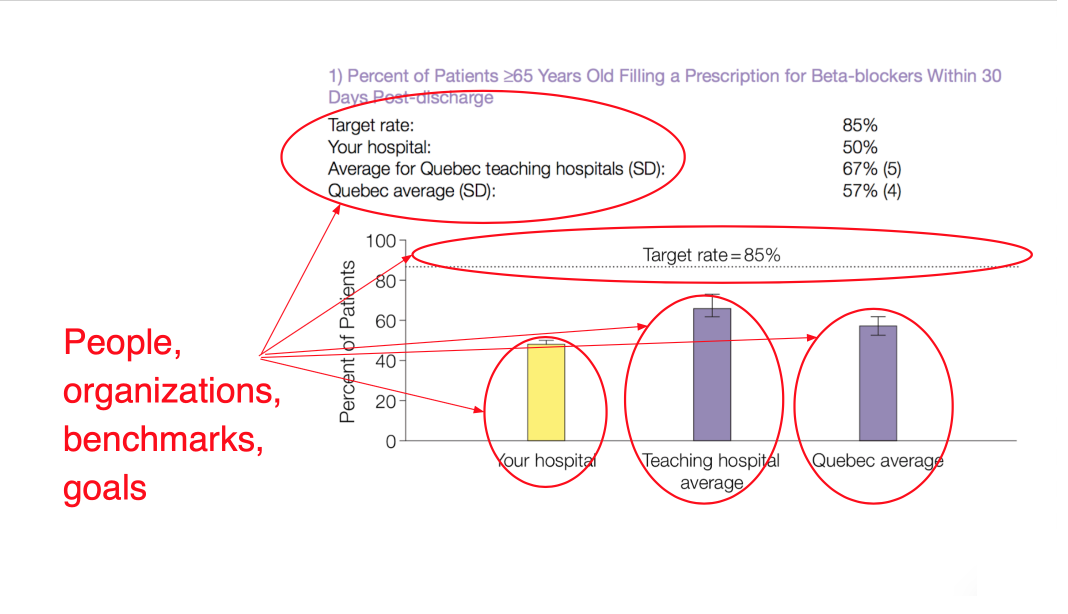 1) Percent of Patients ≥65 Years Old Filling a Prescription for Beta-blockers Within 30
Days Post-discharge
Target rate: 85%
Your hospital: 50%
Average for Quebec teaching hospitals (SD): 67% (5)
Quebec average (SD): 57% (4)
100
Target rate=85%
80
60
40
20
0
Percent of Patients
Your hospital
Teaching hospital
average
Quebec average
People,
organizations,
benchmarks,
goals